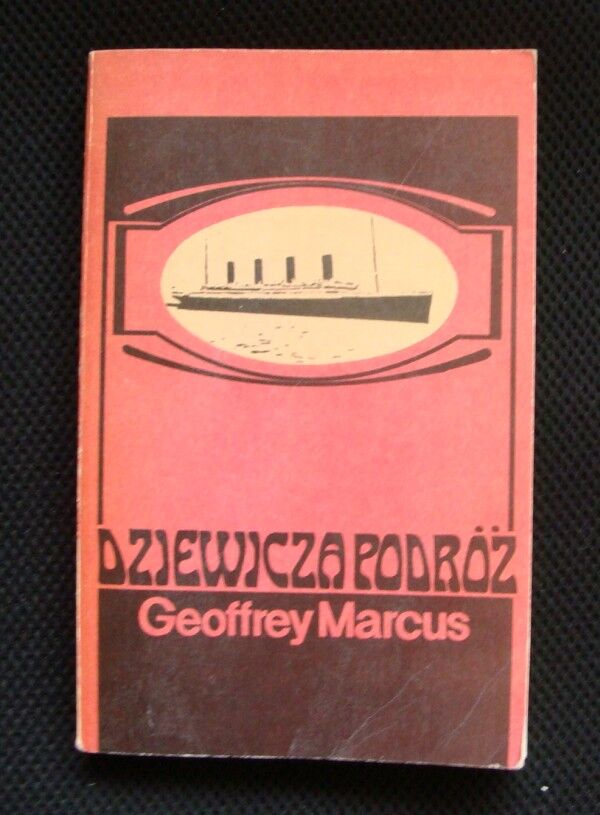 DZIEWICZA PODRÓŻ
Geoffrey Marcus